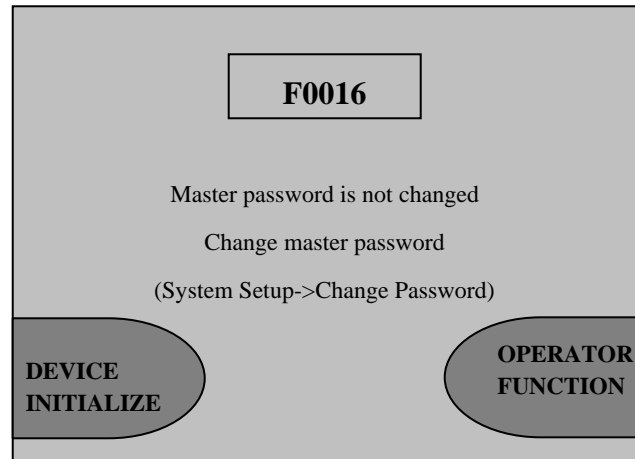 F0016
Master password is not changed
Change master password
(System Setup->Change Password)
DEVICE
INITIALIZE
OPERATOR
FUNCTION